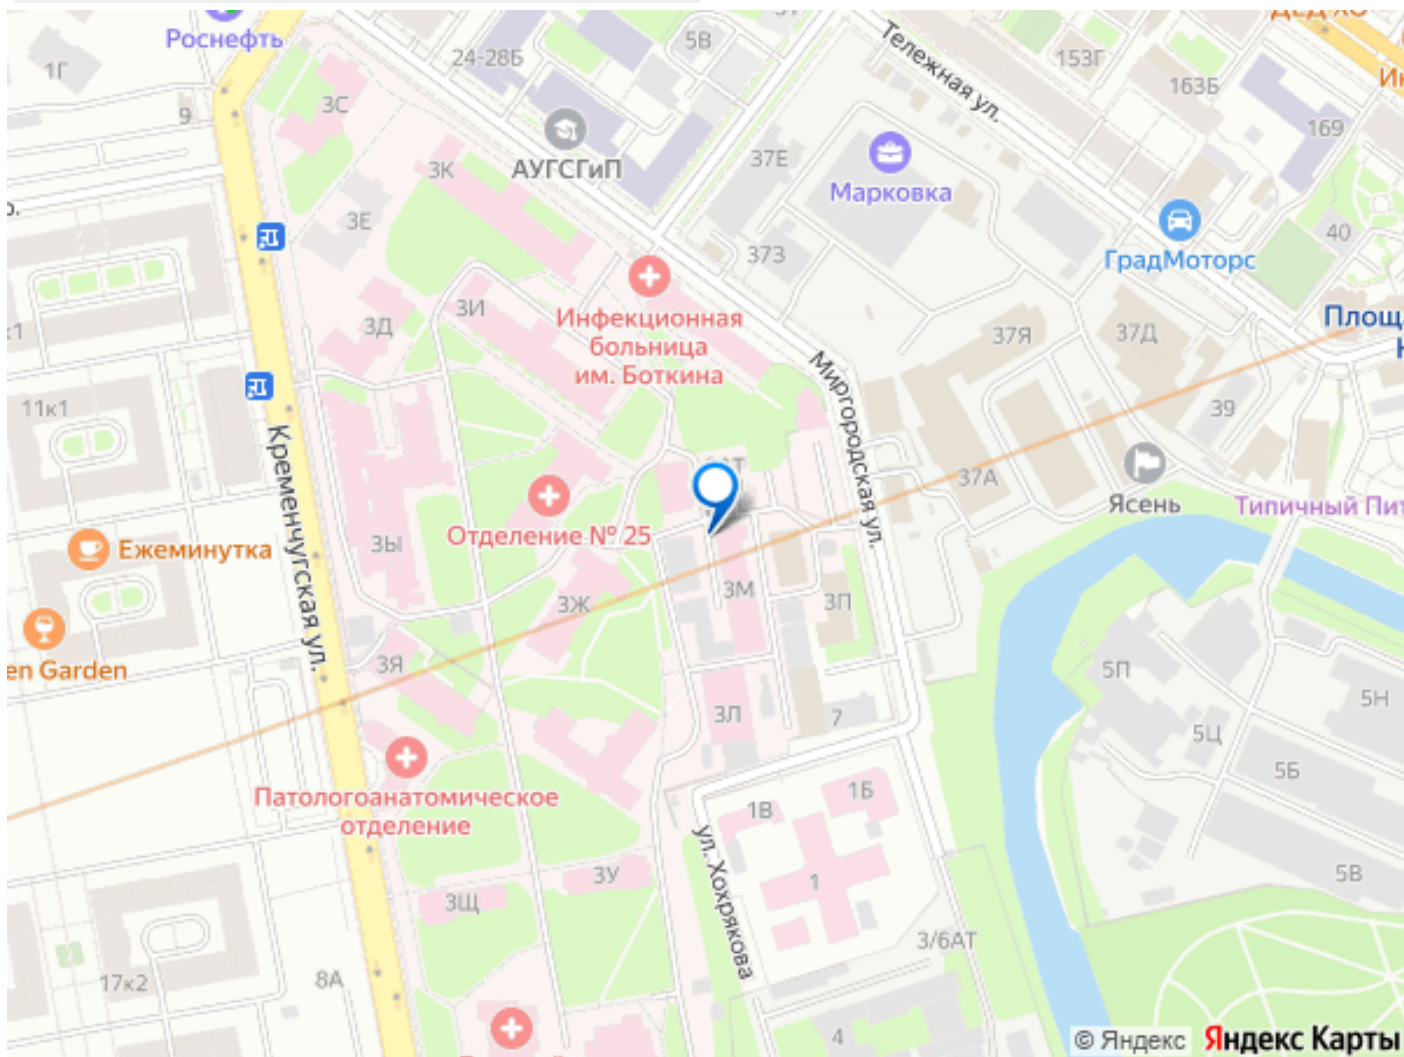 Роснефть
1Г
9
24-28Б
5В
Тележная ул.
153Г
163Б
169
3С
АУГСГиП
3К
37Е
Марковка
3Е
373
ГрадМоторс
40
3И
3Д
Инфекционная
больница
им. Боткина
Миргородская ул.
37Я
37Д
Площ
11к1
39
37А
Ясень
Типичный Пит
Кременчугская ул.
Отделение № 25
Ежеминутка
3ы
3Ж
3М
3П
en Garden
3Я
5П
5Н
3Л
7
5Ц
5Б
Патологоанатомическое
отделение
1В
1Б
ул. Хохрякова
1
3У
3Щ
5В
3/6АТ
17к2
8А
4
© Яндекс Яндекс Карты